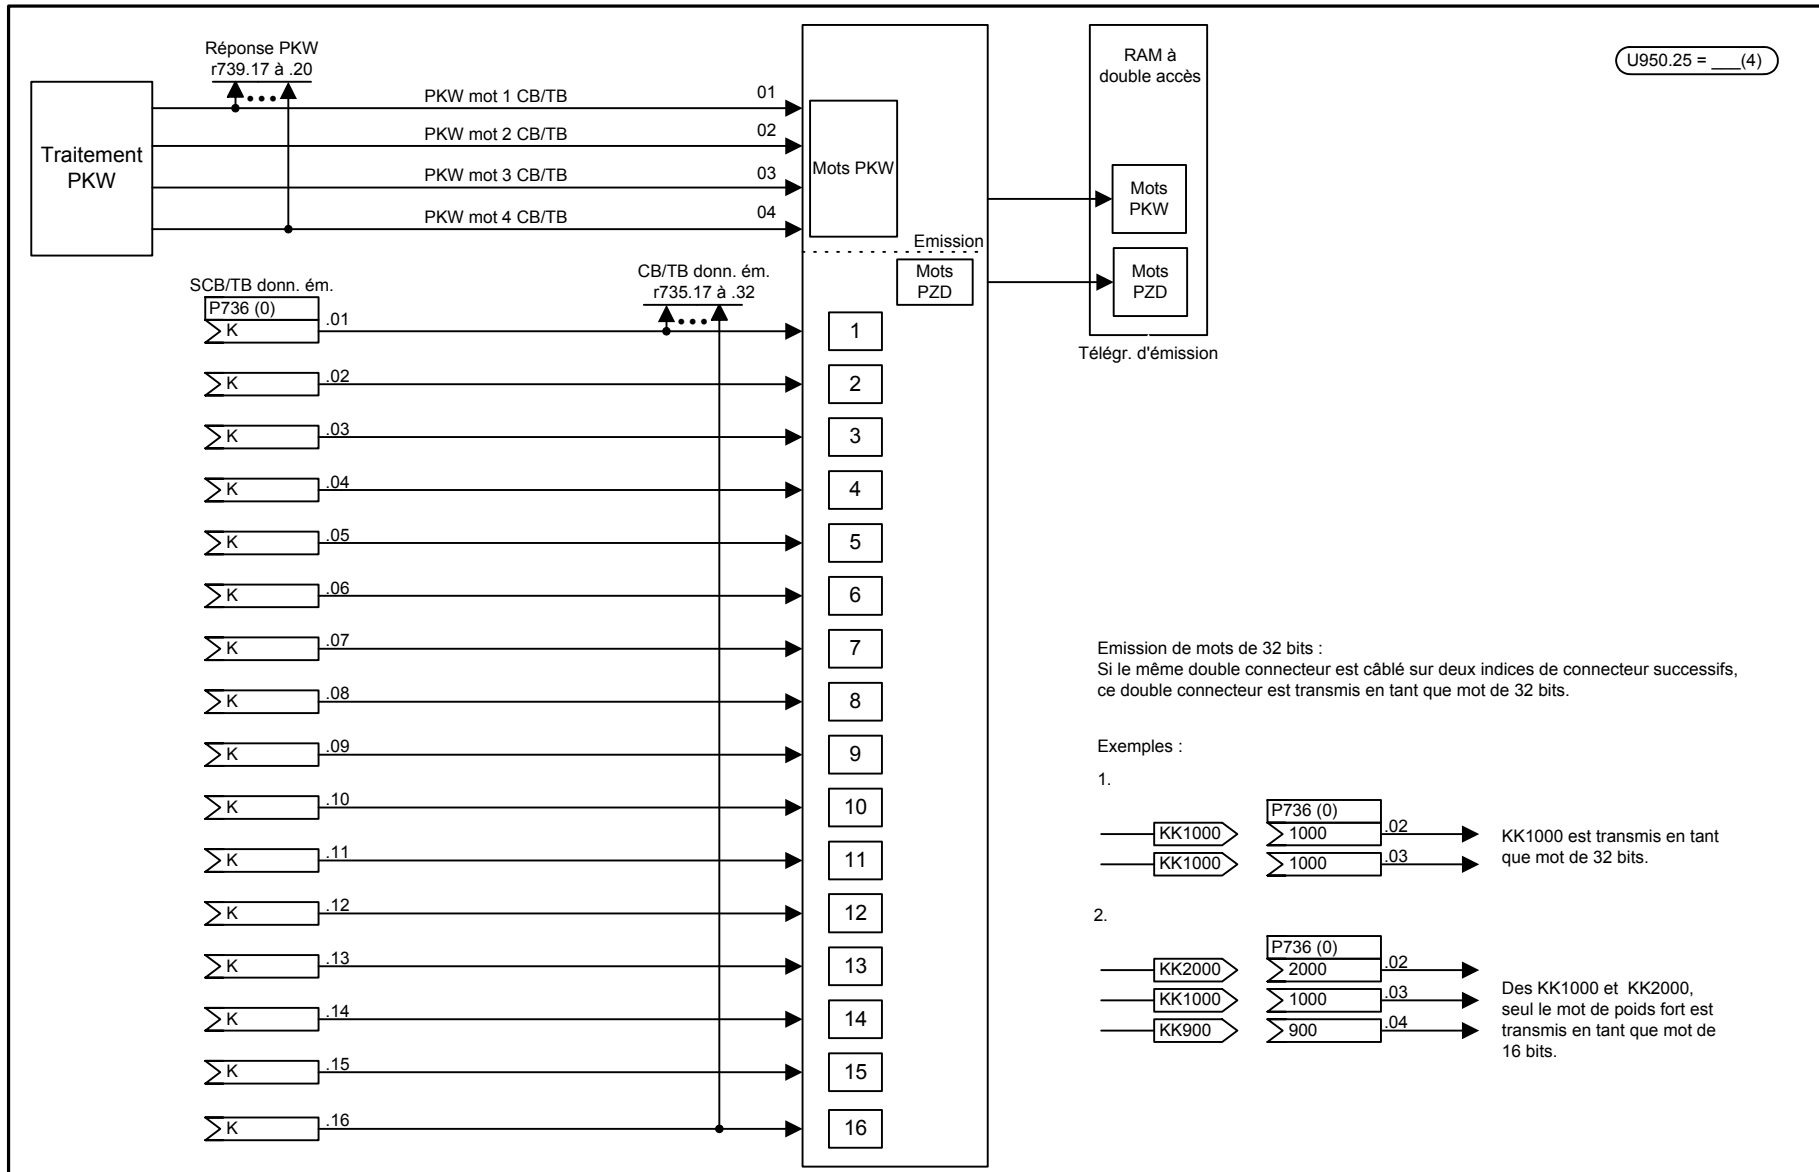 Réponse PKW
r739.17 à .20
RAM à
double accès
U950.25 = ___(4)
Traitement
PKW
PKW mot 1 CB/TB
01
PKW mot 2 CB/TB
02
PKW mot 3 CB/TB
03
PKW mot 4 CB/TB
04
Mots PKW
Emission
Mots
PZD
Mots
PKW
Mots
PZD
Télégr. d'émission
SCB/TB donn. ém.
P736 (0)
CB/TB donn. ém.
r735.17 à .32
K .01 1
K .02 2
K .03 3
K .04 4
K .05 5
K .06 6
K .07 7
K .08 8
K .09 9
K .10 10
K .11 11
K .12 12
K .13 13
K .14 14
K .15 15
K .16 16
Emission de mots de 32 bits :
Si le même double connecteur est câblé sur deux indices de connecteur successifs,
ce double connecteur est transmis en tant que mot de 32 bits.
Exemples :
1.
P736 (0)
KK1000 1000 .02
KK1000 1000 .03
KK1000 est transmis en tant
que mot de 32 bits.
2.
P736 (0)
KK2000 2000 .02
KK1000 1000 .03
KK900 900 .04
Des KK1000 et KK2000,
seul le mot de poids fort est
transmis en tant que mot de
16 bits.